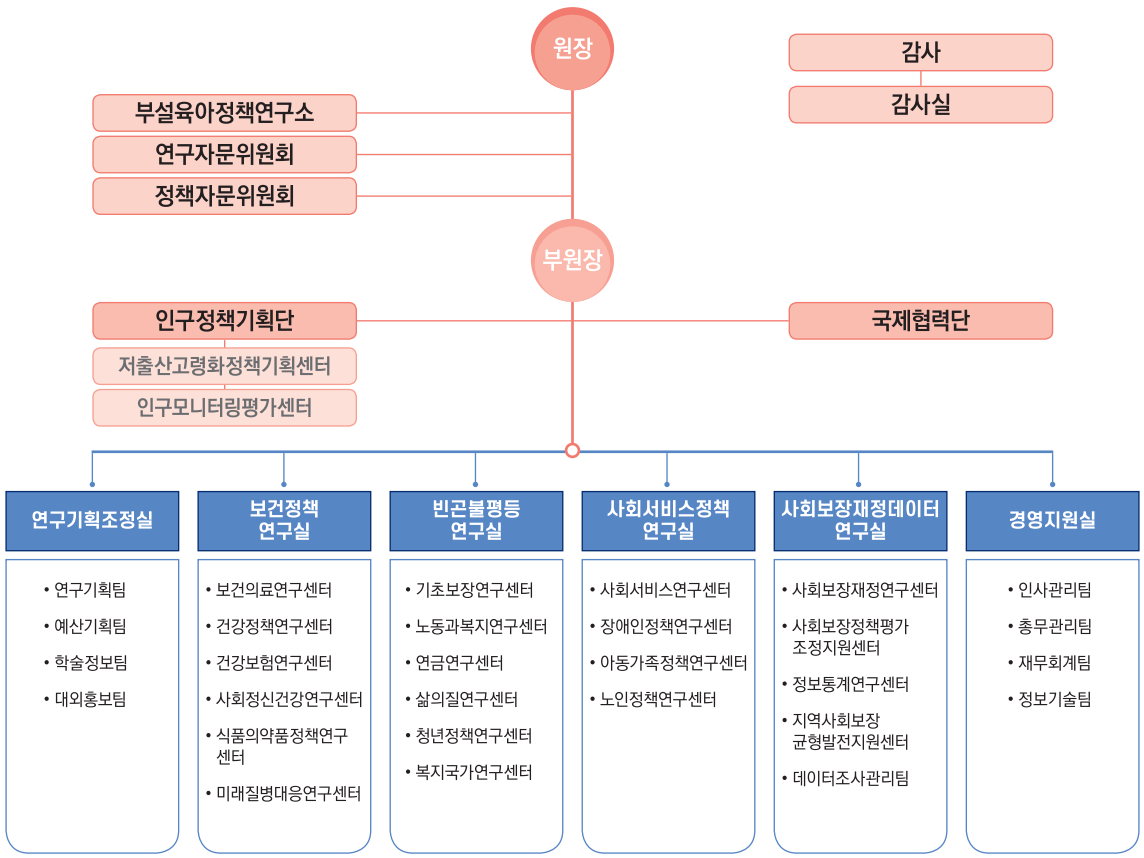 원장
감사
감사실
부설육아정책연구소
연구자문위원회
정책자문위원회
부원장
인구정책기획단
국제협력단
저출산고령화정책기획센터
인구모니터링평가센터
연구기획조정실
• 연구기획팀
• 예산기획팀
• 학술정보팀
• 대외홍보팀
보건정책
연구실
• 보건의료연구센터
• 건강정책연구센터
• 건강보험연구센터
• 사회정신건강연구센터
• 식품의약품정책연구
센터
• 미래질병대응연구센터
빈곤불평등
연구실
• 기초보장연구센터
• 노동과복지연구센터
• 연금연구센터
• 삶의질연구센터
• 청년정책연구센터
• 복지국가연구센터
사회서비스정책
연구실
• 사회서비스연구센터
• 장애인정책연구센터
• 아동가족정책연구센터
• 노인정책연구센터
사회보장재정데이터
연구실
• 사회보장재정연구센터
• 사회보장정책평가
조정지원센터
• 정보통계연구센터
• 지역사회보장
균형발전지원센터
• 데이터조사관리팀
경영지원실
• 인사관리팀
• 총무관리팀
• 재무회계팀
• 정보기술팀